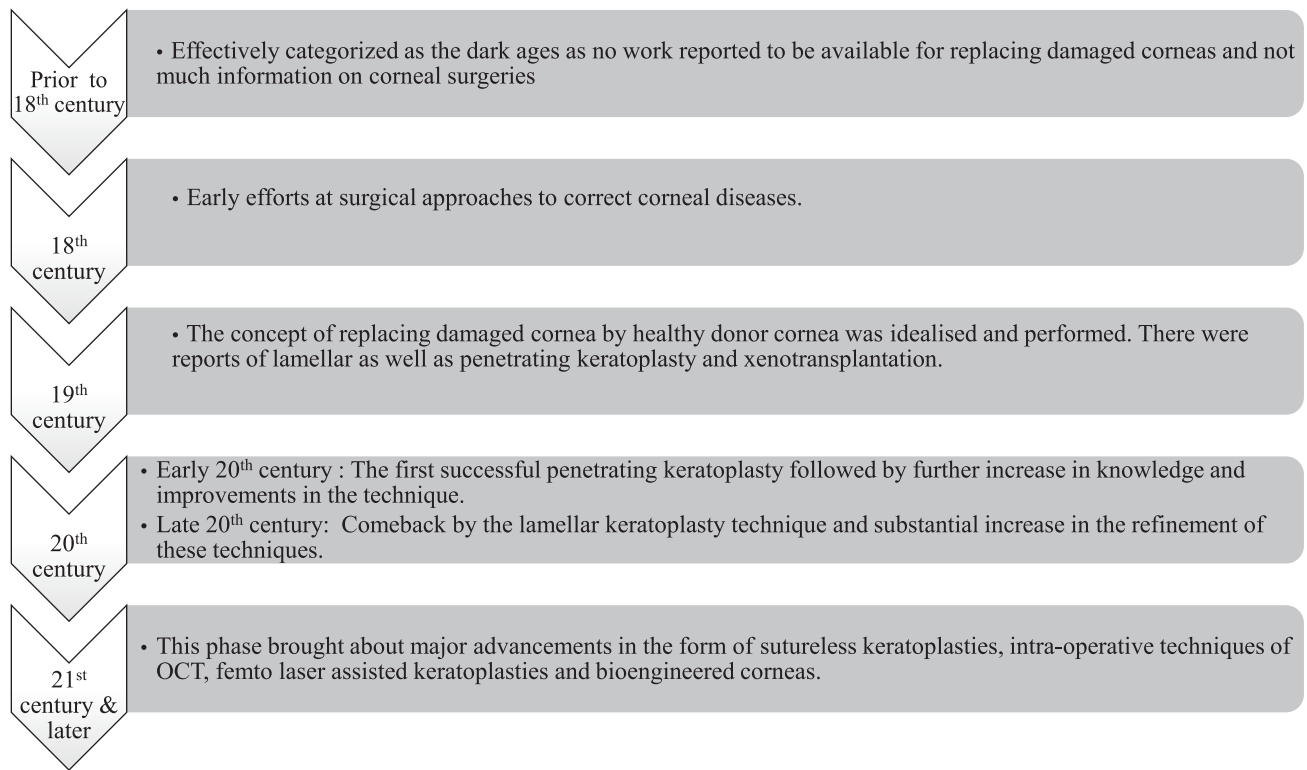 Prior to
18th century
• Effectively categorized as the dark ages as no work reported to be available for replacing damaged corneas and not
much information on corneal surgeries
18th
century
• Early efforts at surgical approaches to correct corneal diseases.
19th
century
• The concept of replacing damaged cornea by healthy donor cornea was idealised and performed. There were
reports of lamellar as well as penetrating keratoplasty and xenotransplantation.
20th
century
• Early 20th century : The first successful penetrating keratoplasty followed by further increase in knowledge and
improvements in the technique.
• Late 20th century: Comeback by the lamellar keratoplasty technique and substantial increase in the refinement of
these techniques.
21st
century &
later
• This phase brought about major advancements in the form of sutureless keratoplasties, intra-operative techniques of
OCT, femto laser assisted keratoplasties and bioengineered corneas.